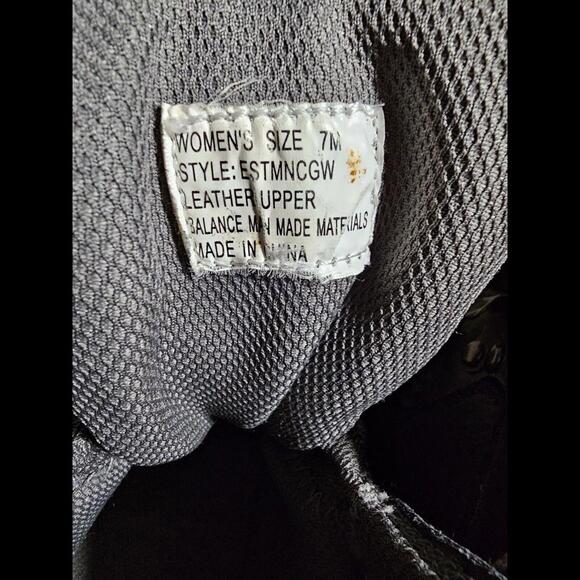 WOMEN'S SIZE 7M
STYLE: ESTMNCGW
LEATHER UPPER
BALANCE MAN MADE MATERIALS
MADE IN CHINA